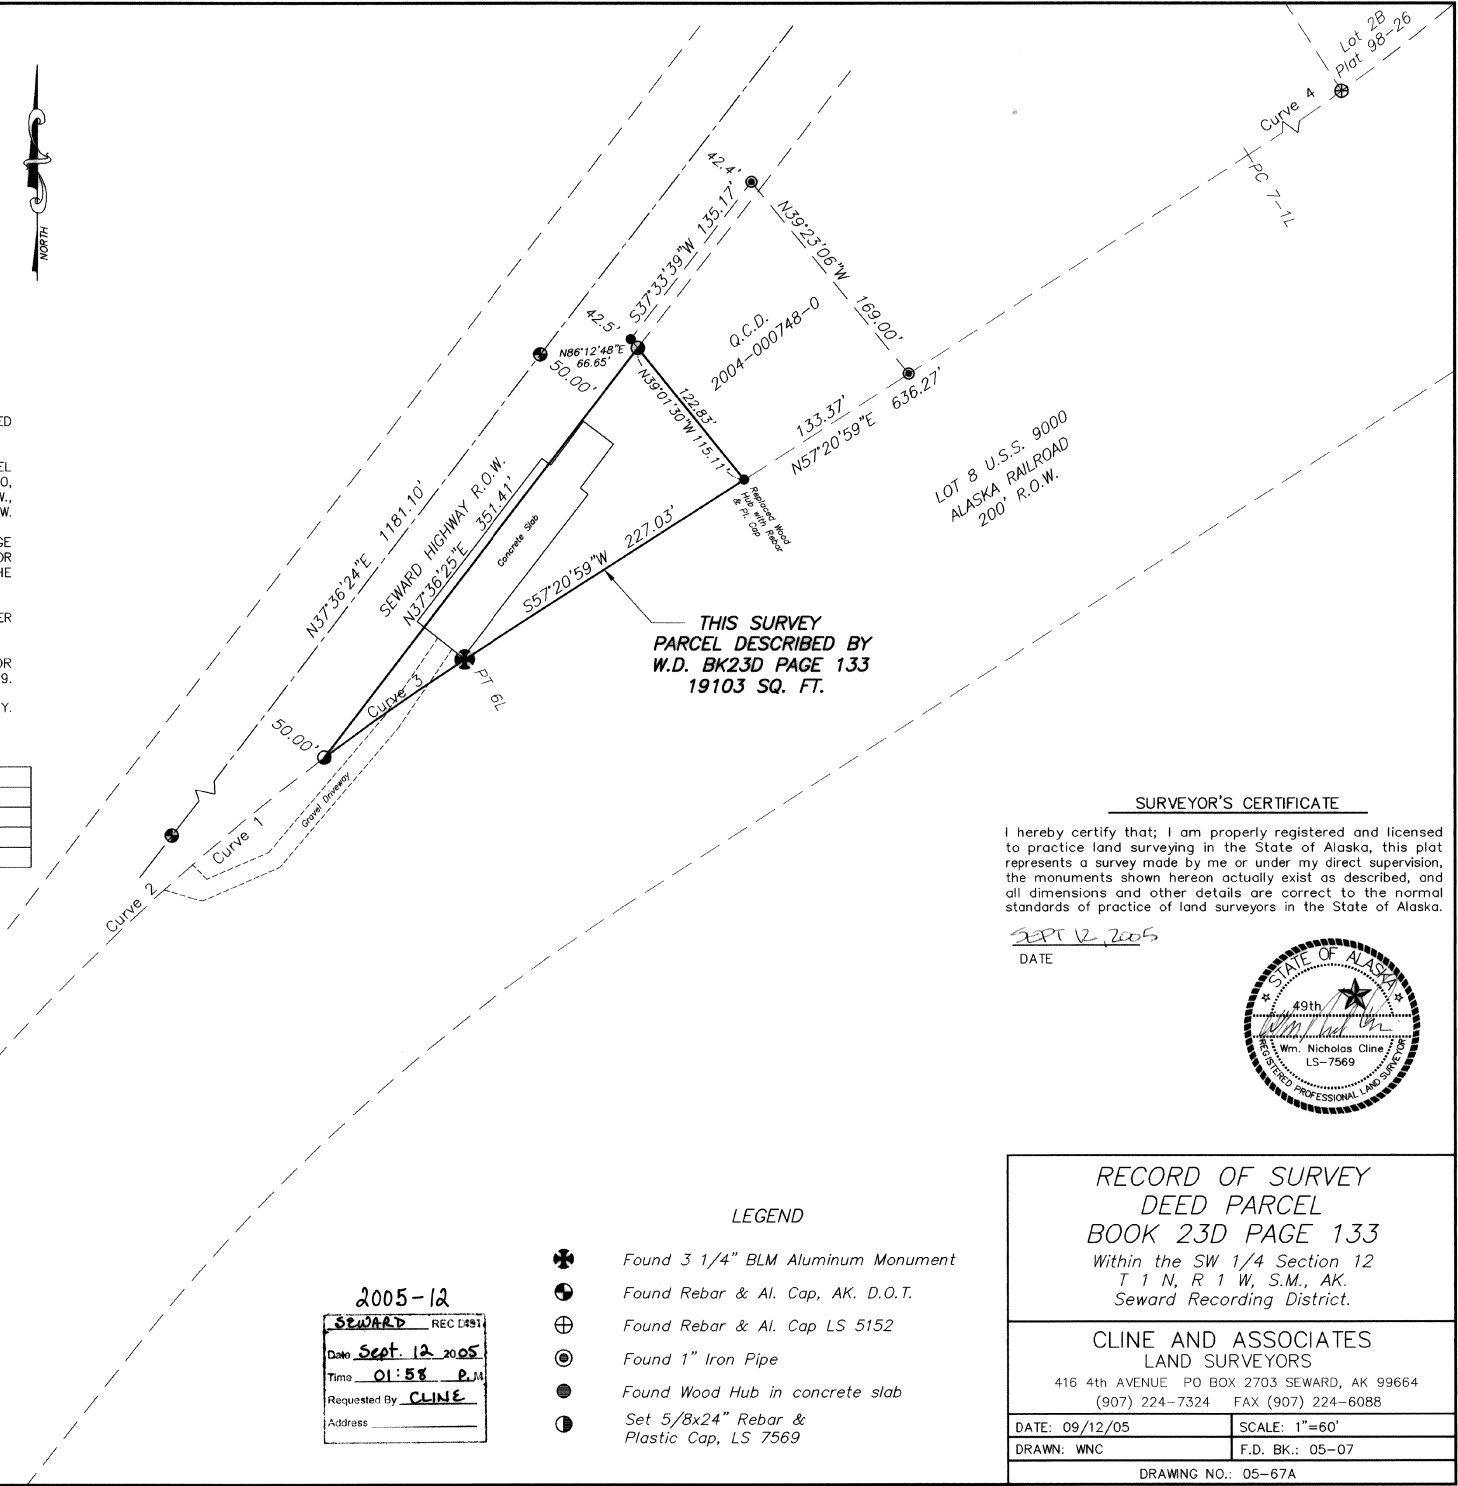 NORTH
ED
EL
O,
W.,
W.
GE
OR
HE
ER
OR
9.
Y.
Lot 2B
Plat 98-26
Curve 4
PC 7-1L
42.4'
S37°33'39"W 135.17'
N39°23'06"W 169.00'
42.5'
N86°12'48"E
66.65'
50.00'
Q.C.D.
2004-000748-0
N39°01'30"W 115.11'
122.83'
133.37'
N57°20'59"E 636.27'
LOT 8 U.S.S. 9000
ALASKA RAILROAD
200' R.O.W.
N37°36'24"E 1181.10'
SEWARD HIGHWAY R.O.W.
N37°36'25"E 351.41'
Concrete Slab
Replaced Wood
Hub with Rebar
& Pl. Cap
S57°20'59"W 227.03'
THIS SURVEY
PARCEL DESCRIBED BY
W.D. BK23D PAGE 133
19103 SQ. FT.
PT 6L
Curve 3
50.00'
Gravel Driveway
Curve 1
Curve 2
SURVEYOR'S CERTIFICATE
I hereby certify that; I am properly registered and licensed
to practice land surveying in the State of Alaska, this plat
represents a survey made by me or under my direct supervision,
the monuments shown hereon actually exist as described, and
all dimensions and other details are correct to the normal
standards of practice of land surveyors in the State of Alaska.
SEPT 12, 2005
DATE
STATE OF ALASKA
49th
Wm. Nicholas Cline
LS-7569
REGISTERED PROFESSIONAL LAND SURVEYOR
LEGEND
Found 3 1/4" BLM Aluminum Monument
Found Rebar & Al. Cap, AK. D.O.T.
Found Rebar & Al. Cap LS 5152
Found 1" Iron Pipe
Found Wood Hub in concrete slab
Set 5/8x24" Rebar &
Plastic Cap, LS 7569
2005-12
SEWARD REC DIST
Date Sept. 12 2005
Time 01:58 P.M
Requested By CLINE
Address
RECORD OF SURVEY
DEED PARCEL
BOOK 23D PAGE 133
Within the SW 1/4 Section 12
T 1 N, R 1 W, S.M., AK.
Seward Recording District.
CLINE AND ASSOCIATES
LAND SURVEYORS
416 4th AVENUE PO BOX 2703 SEWARD, AK 99664
(907) 224-7324 FAX (907) 224-6088
DATE: 09/12/05
SCALE: 1"=60'
DRAWN: WNC
F.D. BK.: 05-07
DRAWING NO.: 05-67A